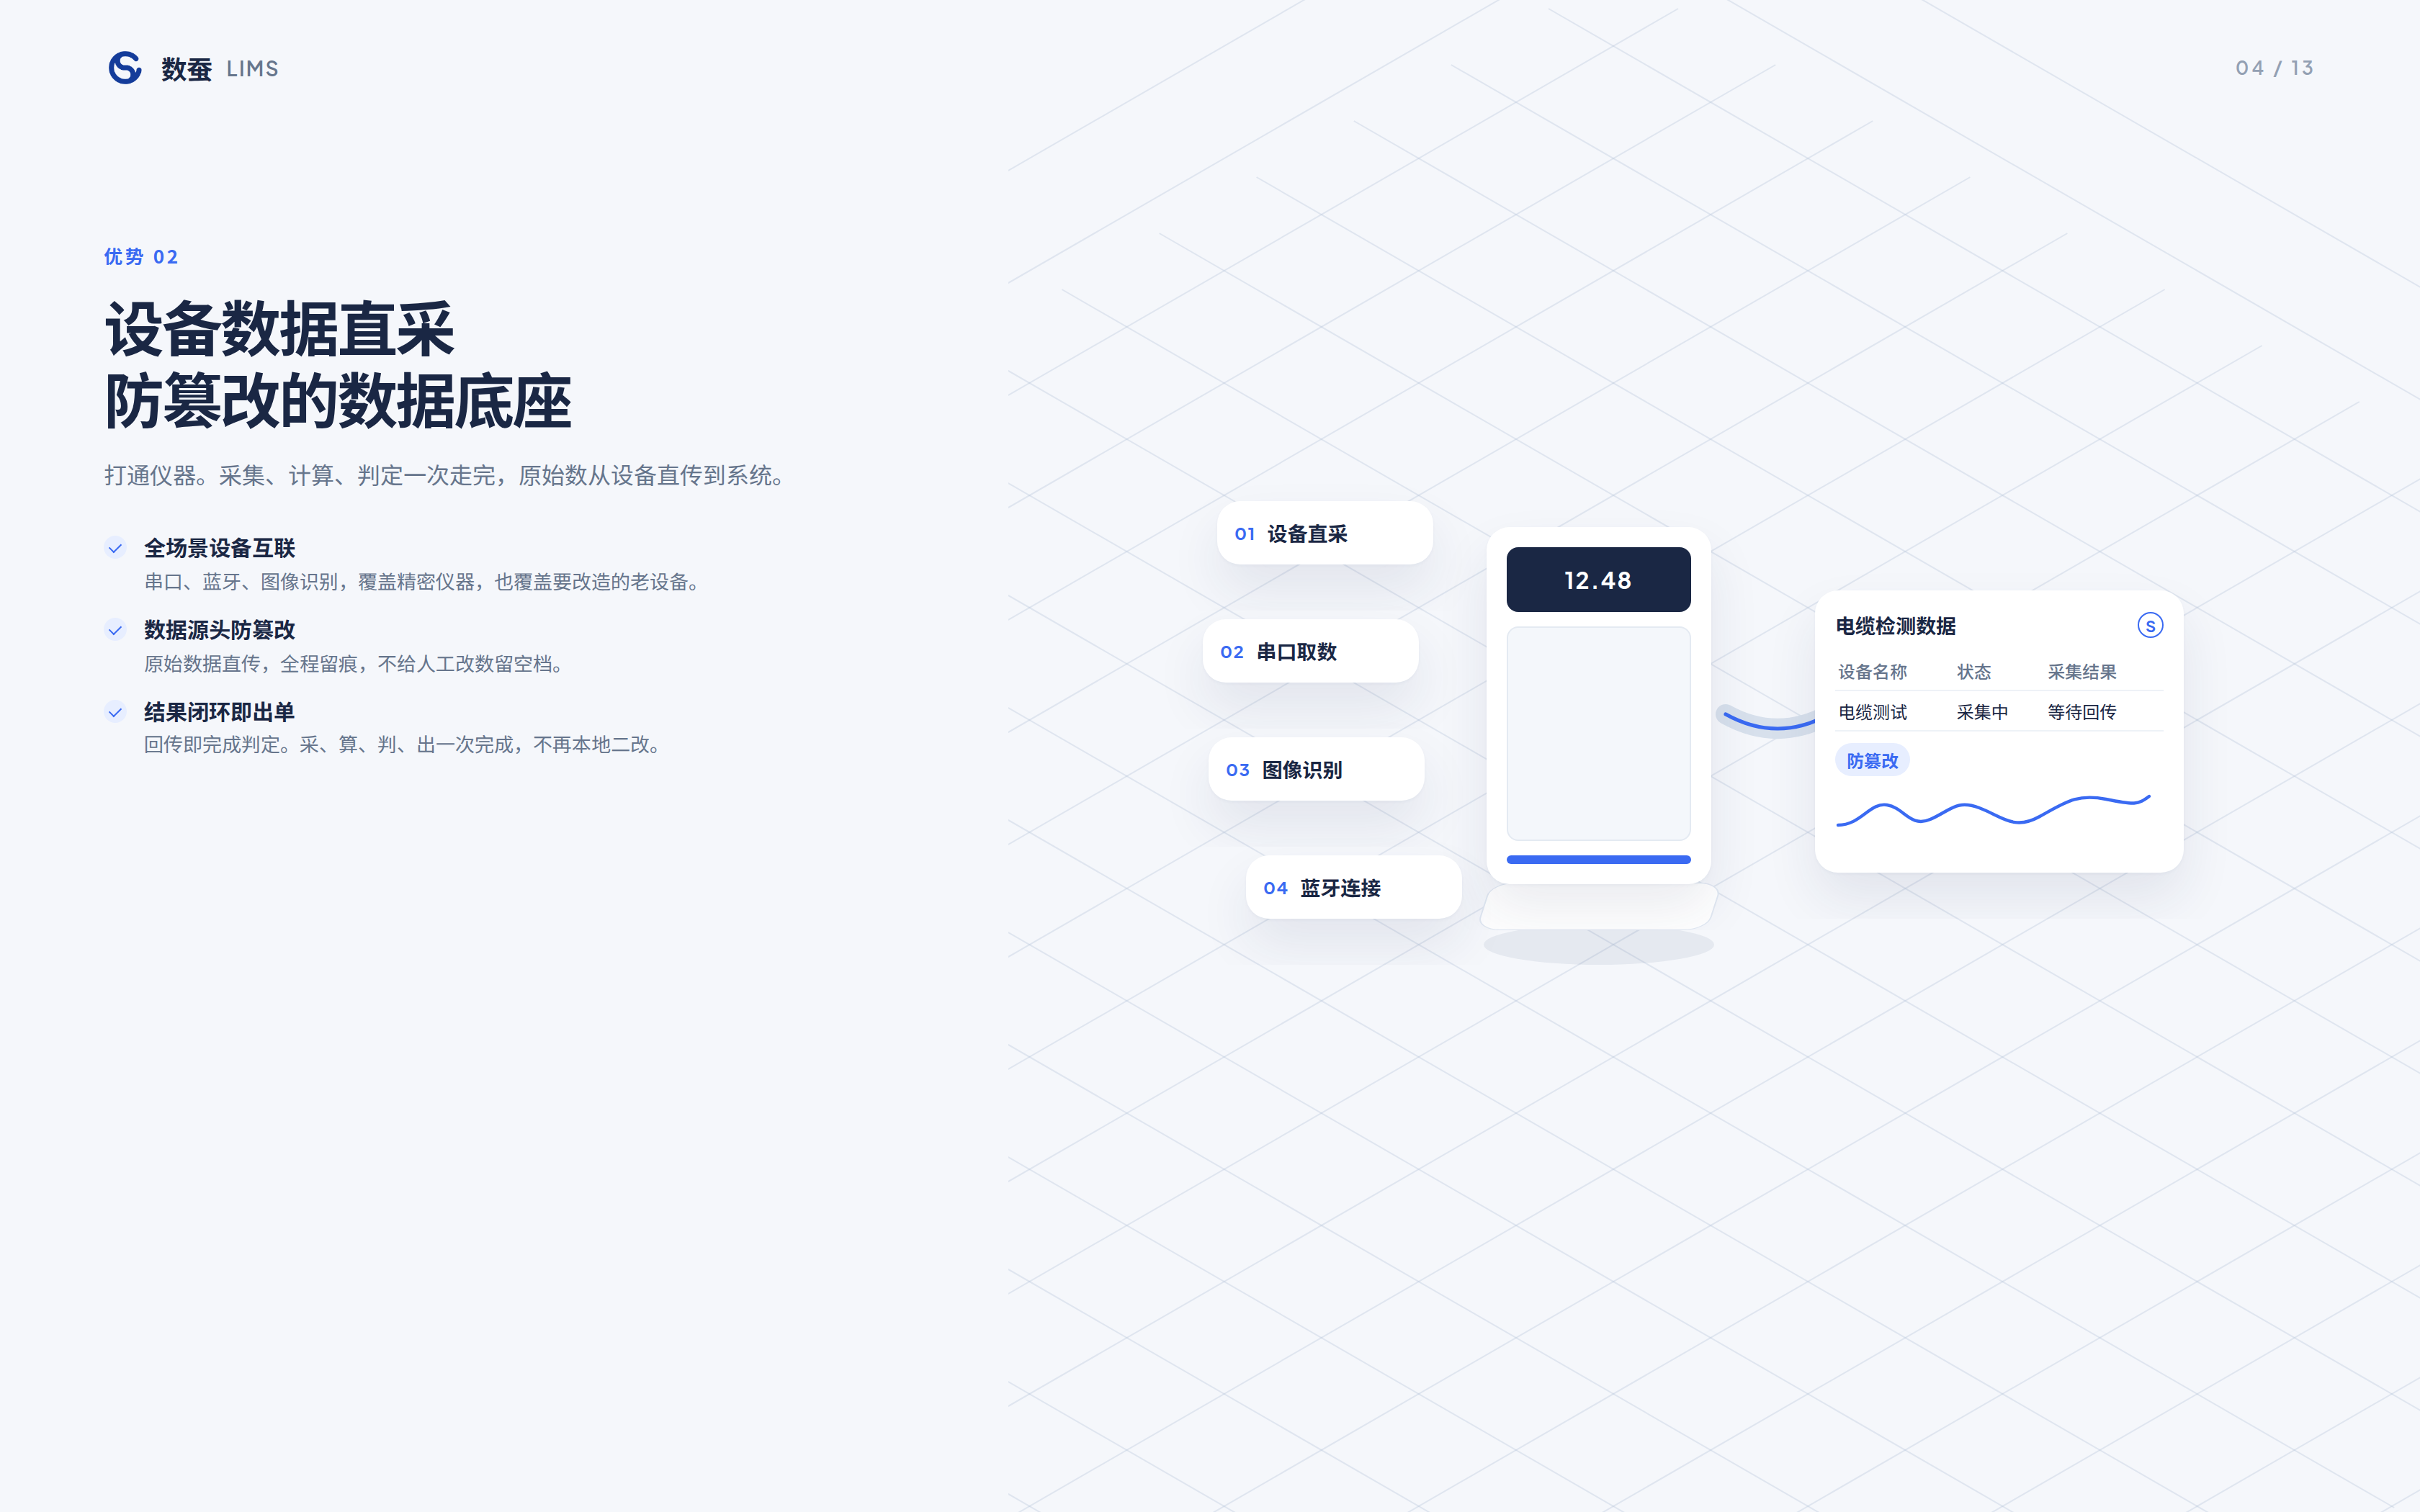 数蚕 LIMS
04 / 13
优势 02
设备数据直采
防篡改的数据底座
打通仪器。采集、计算、判定一次走完，原始数从设备直传到系统。
全场景设备互联
串口、蓝牙、图像识别，覆盖精密仪器，也覆盖要改造的老设备。
数据源头防篡改
原始数据直传，全程留痕，不给人工改数留空档。
结果闭环即出单
回传即完成判定。采、算、判、出一次完成，不再本地二改。
01 设备直采
02 串口取数
03 图像识别
04 蓝牙连接
12.48
电缆检测数据 S
设备名称 状态 采集结果
电缆测试 采集中 等待回传
防篡改